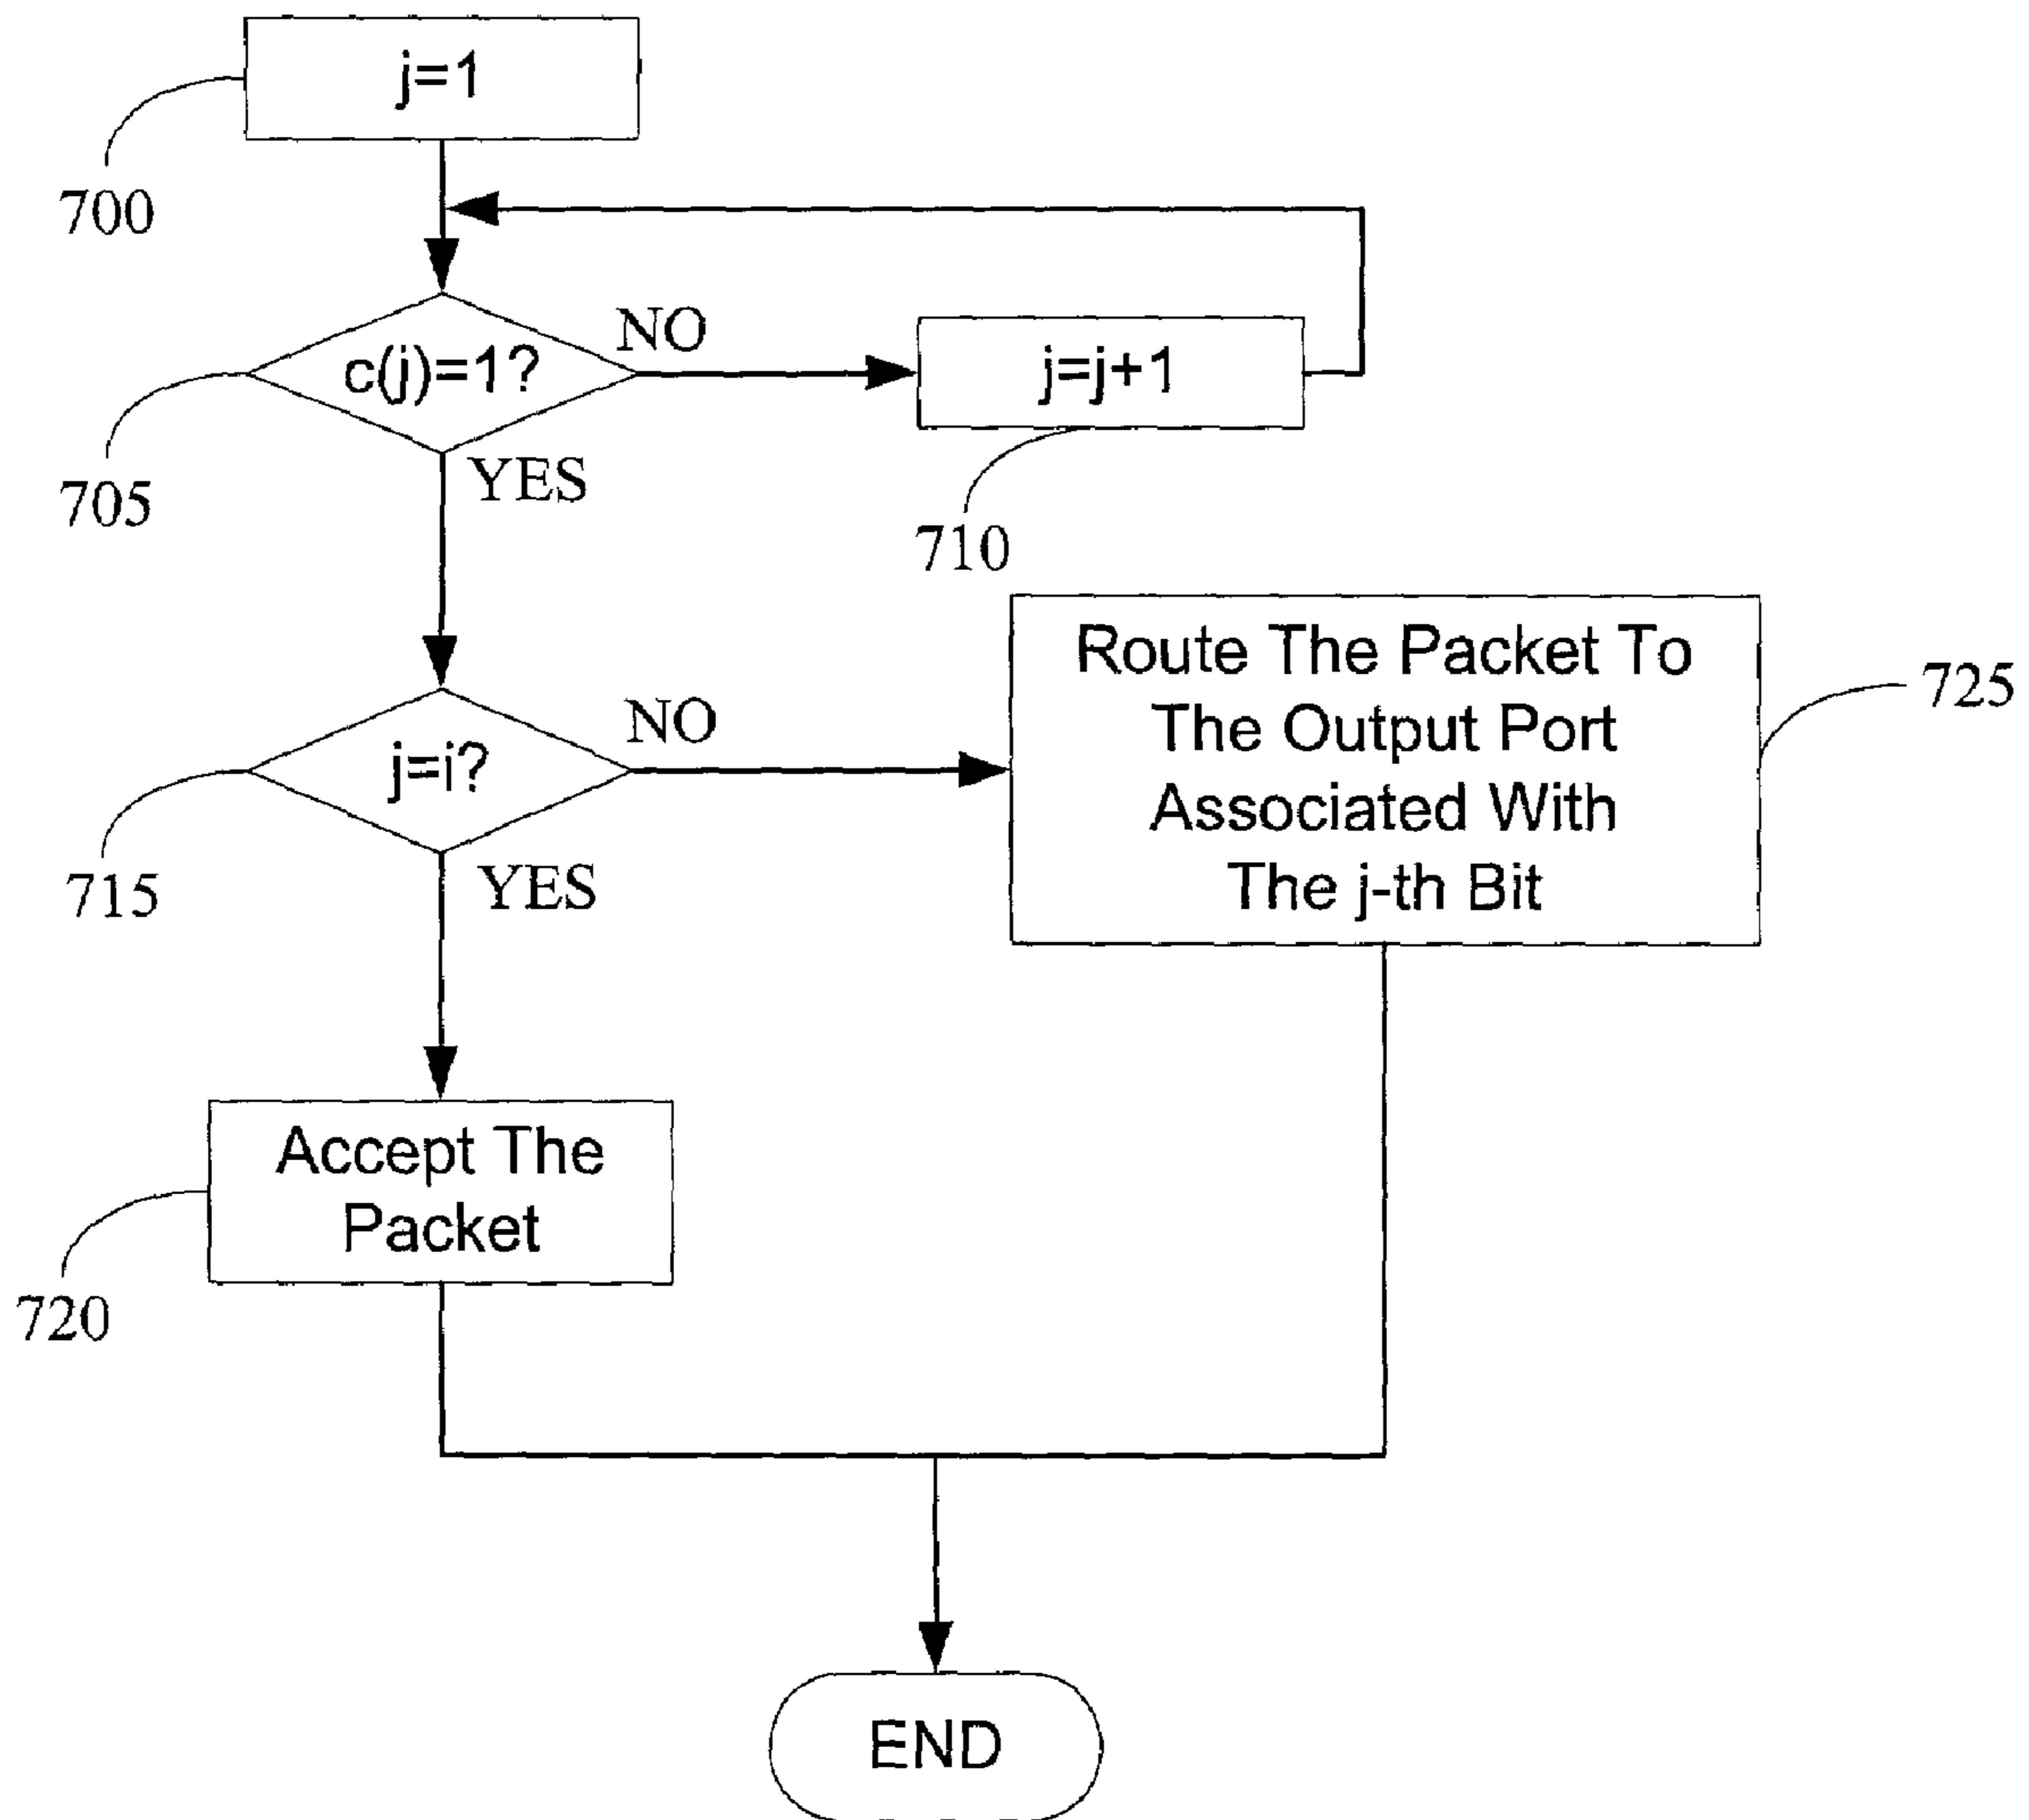 j=1
700
NO
c(j)=1?
j=j+1
705
YES
710
Route The Packet To
The Output Port
Associated With
The j-th Bit
725
NO
j=i?
715
YES
Accept The
Packet
720
END